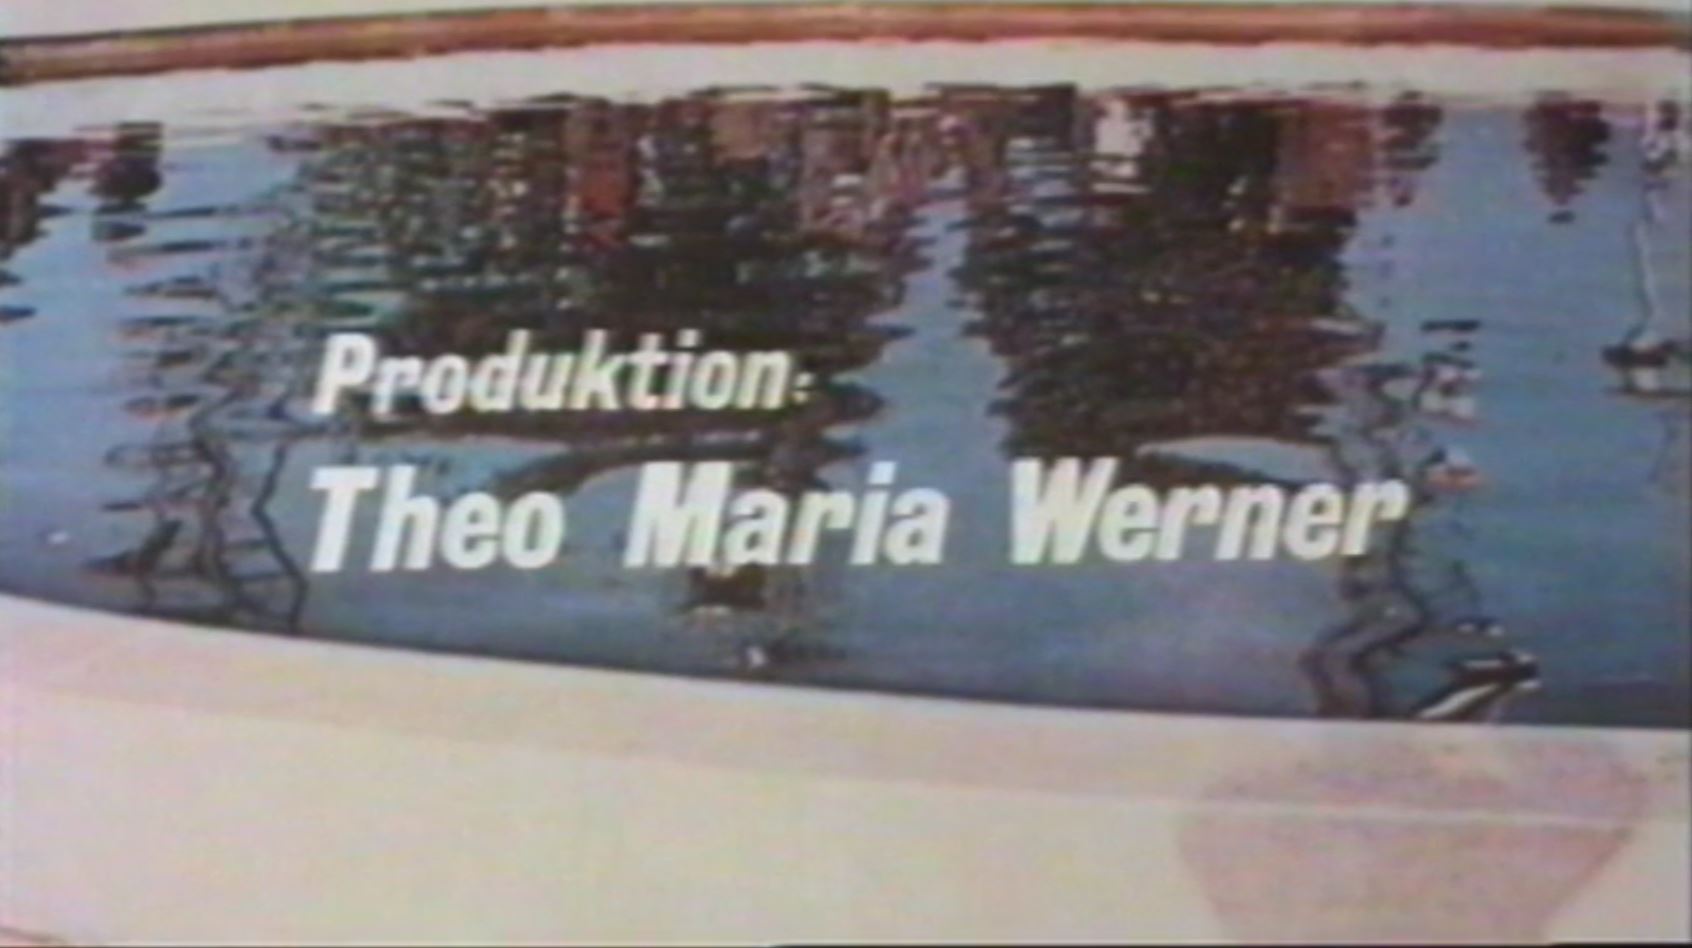 Produktion:
Theo Maria Werner